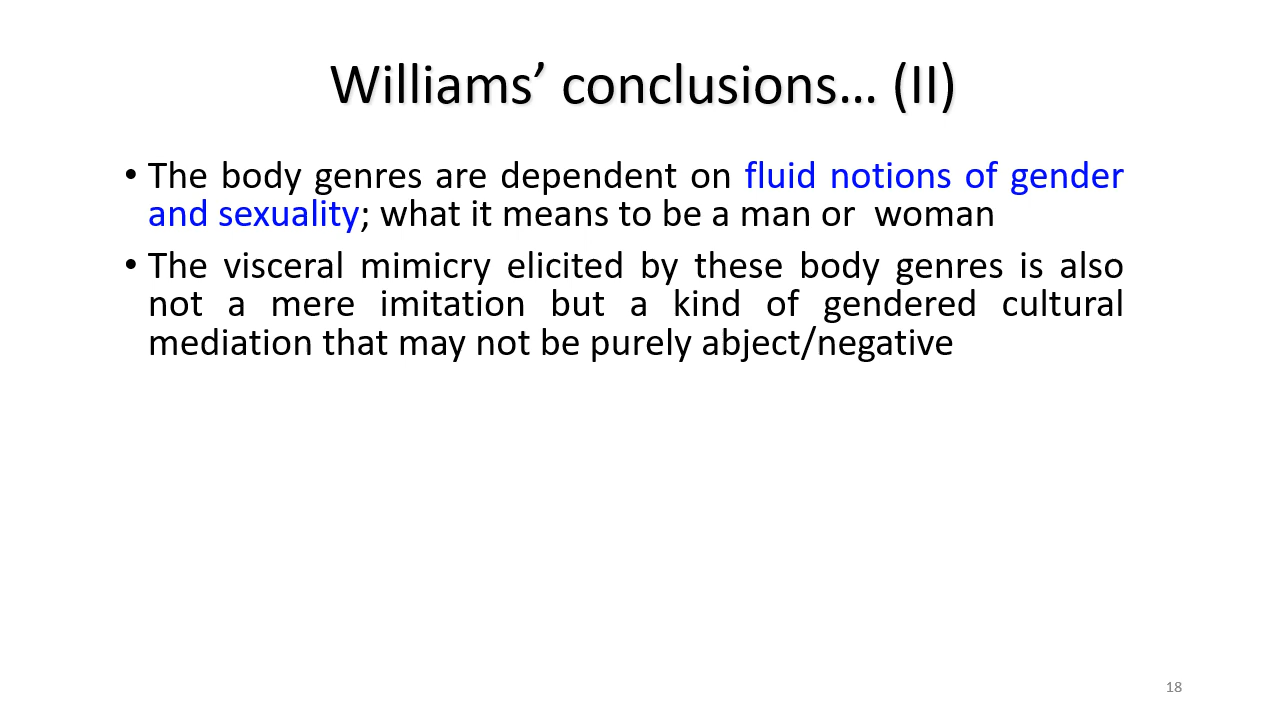 Williams’ conclusions… (II)
• The body genres are dependent on fluid notions of gender
and sexuality; what it means to be a man or  woman
• The visceral mimicry elicited by these body genres is also
not a mere imitation but a kind of gendered cultural
mediation that may not be purely abject/negative
18